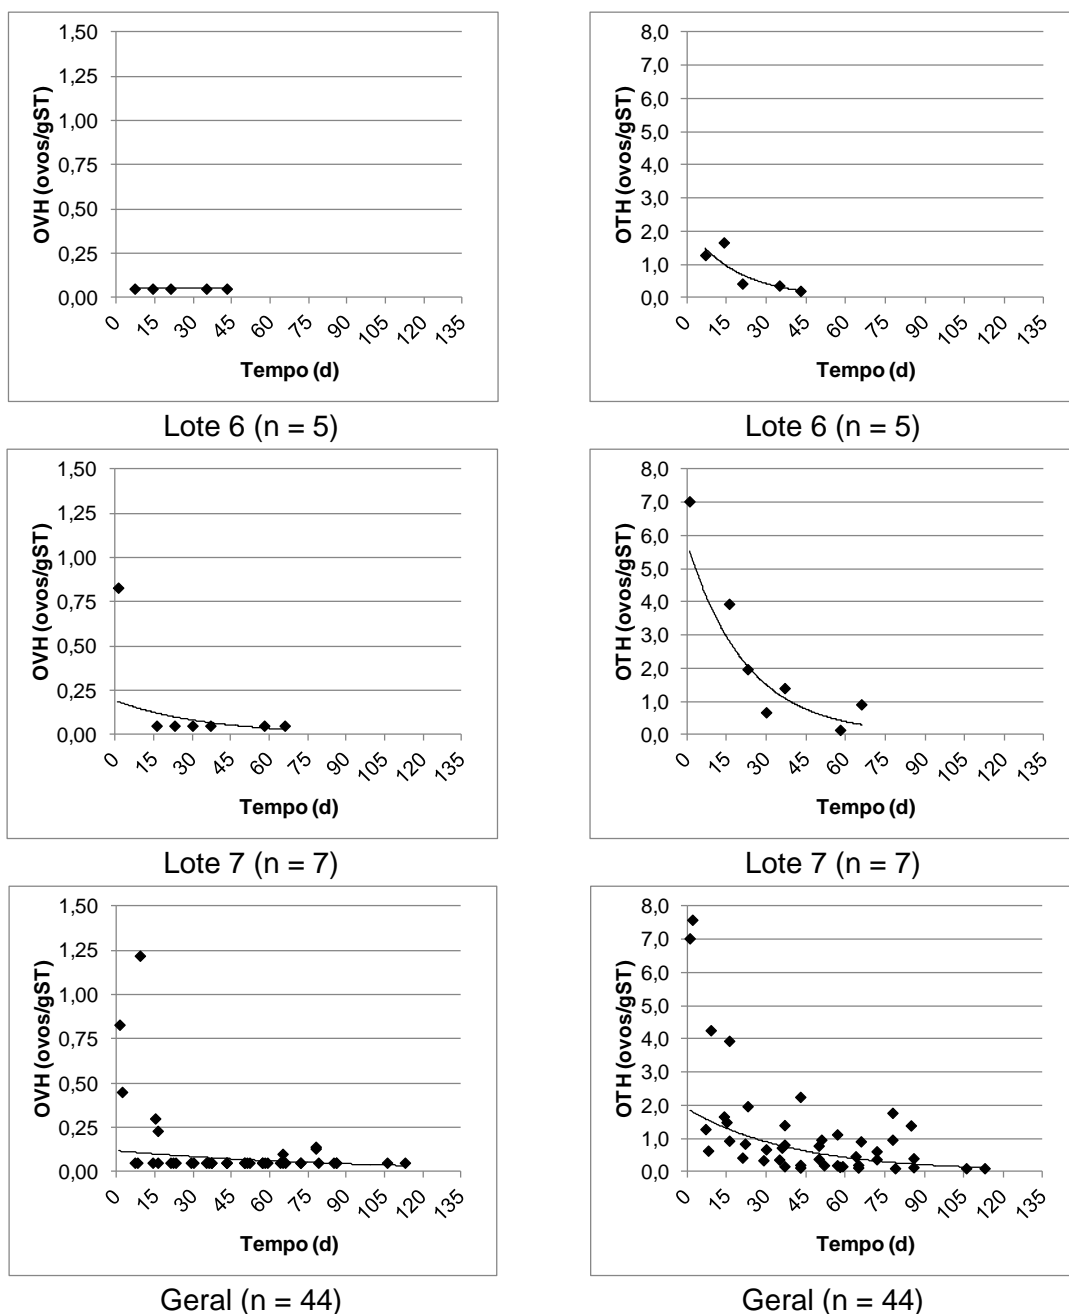 1,50
1,25
1,00
0,75
0,50
0,25
0,00
OVH (ovos/gST)
0 15 30 45 60 75 90 105 120 135
Tempo (d)
Lote 6 (n = 5)
8,0
7,0
6,0
5,0
4,0
3,0
2,0
1,0
0,0
OTH (ovos/gST)
0 15 30 45 60 75 90 105 120 135
Tempo (d)
Lote 6 (n = 5)
1,50
1,25
1,00
0,75
0,50
0,25
0,00
OVH (ovos/gST)
0 15 30 45 60 75 90 105 120 135
Tempo (d)
Lote 7 (n = 7)
8,0
7,0
6,0
5,0
4,0
3,0
2,0
1,0
0,0
OTH (ovos/gST)
0 15 30 45 60 75 90 105 120 135
Tempo (d)
Lote 7 (n = 7)
1,50
1,25
1,00
0,75
0,50
0,25
0,00
OVH (ovos/gST)
0 15 30 45 60 75 90 105 120 135
Tempo (d)
Geral (n = 44)
8,0
7,0
6,0
5,0
4,0
3,0
2,0
1,0
0,0
OTH (ovos/gST)
0 15 30 45 60 75 90 105 120 135
Tempo (d)
Geral (n = 44)